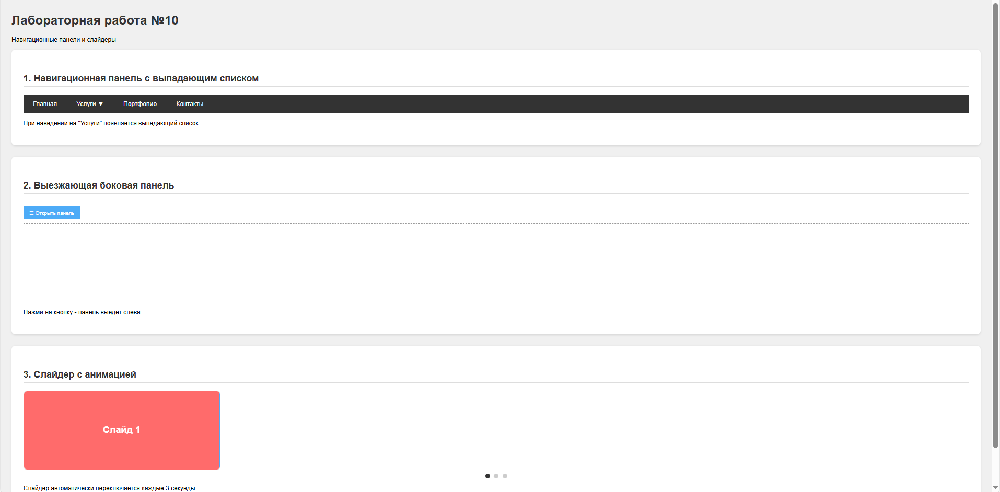 Лабораторная работа №10
Навигационные панели и слайдеры
1. Навигационная панель с выпадающим списком
Главная Услуги ▼ Портфолио Контакты
При наведении на "Услуги" появляется выпадающий список
2. Выезжающая боковая панель
☰ Открыть панель
Нажми на кнопку - панель выедет слева
3. Слайдер с анимацией
Слайд 1
Слайдер автоматически переключается каждые 3 секунды